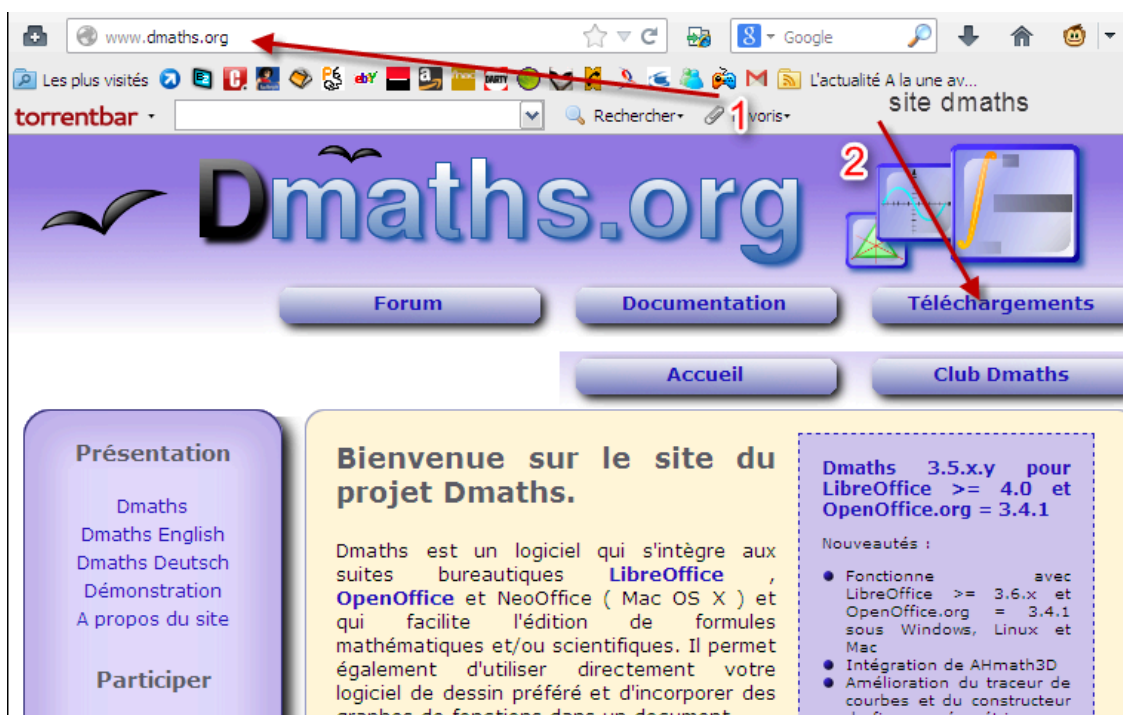 www.dmaths.org
Google
Les plus visités
L'actualité A la une av...
torrentbar
Rechercher
1
voris
site dmaths
2
Dmaths.org
Forum
Documentation
Téléchargements
Accueil
Club Dmaths
Présentation
Dmaths
Dmaths English
Dmaths Deutsch
Démonstration
A propos du site
Participer
Bienvenue sur le site du
projet Dmaths.
Dmaths est un logiciel qui s'intègre aux
suites bureautiques LibreOffice ,
OpenOffice et NeoOffice ( Mac OS X ) et
qui facilite l'édition de formules
mathématiques et/ou scientifiques. Il permet
également d'utiliser directement votre
logiciel de dessin préféré et d'incorporer des
graphes de fonctions dans un document
Dmaths 3.5.x.y pour
LibreOffice >= 4.0 et
OpenOffice.org = 3.4.1
Nouveautés :
Fonctionne avec
LibreOffice >= 3.6.x et
OpenOffice.org = 3.4.1
sous Windows, Linux et
Mac
Intégration de AHmath3D
Amélioration du traceur de
courbes et du constructeur